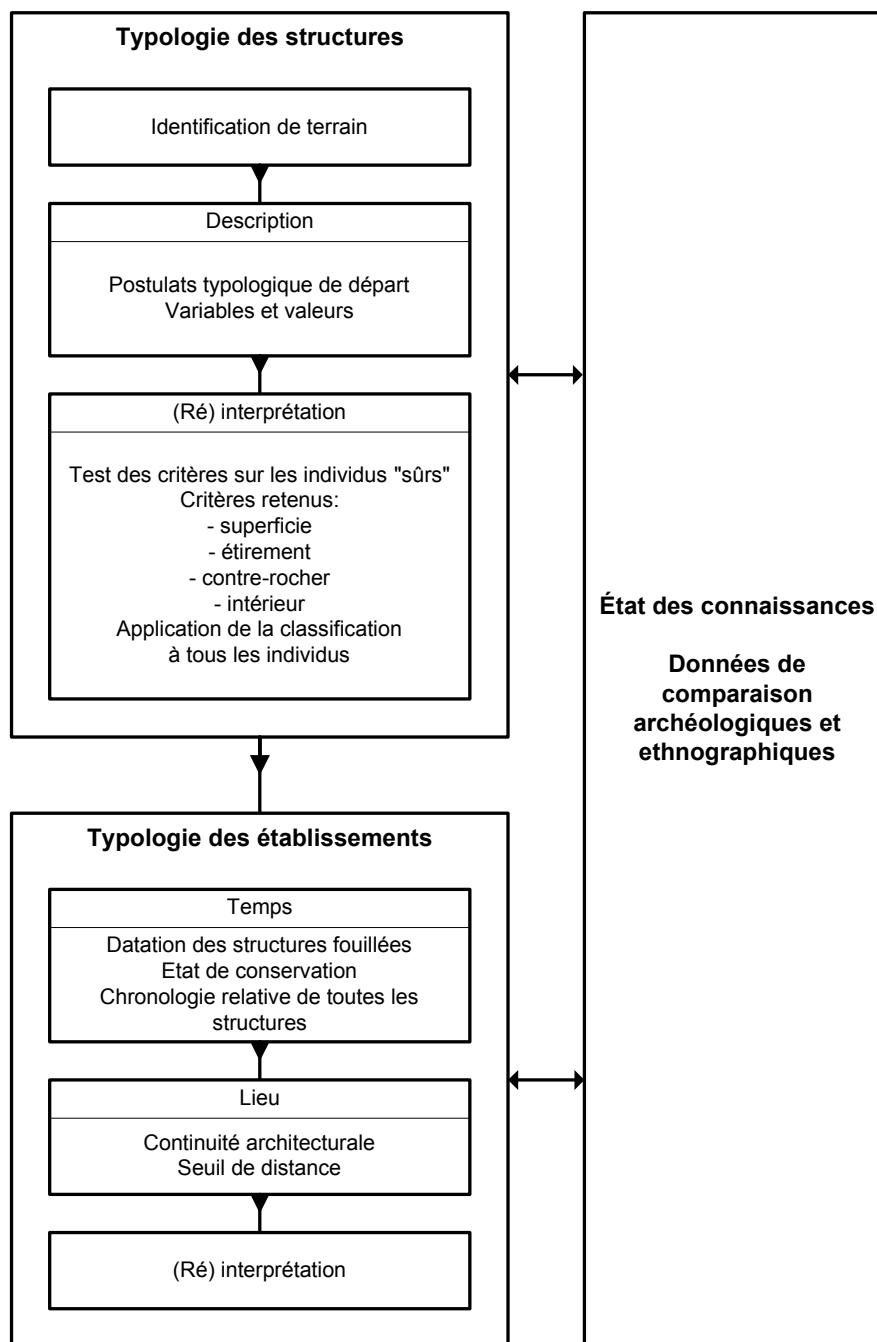 Typologie des structures
Identification de terrain
Description
Postulats typologique de départ
Variables et valeurs
(Ré) interprétation
Test des critères sur les individus "sûrs"
Critères retenus:
- superficie
- étirement
- contre-rocher
- intérieur
Application de la classification
à tous les individus
Typologie des établissements
Temps
Datation des structures fouillées
Etat de conservation
Chronologie relative de toutes les
structures
Lieu
Continuité architecturale
Seuil de distance
(Ré) interprétation
État des connaissances
Données de
comparaison
archéologiques et
ethnographiques